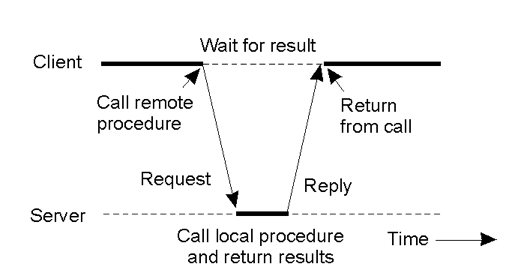 Wait for result
Client
Call remote
procedure
Return
from call
Request
Reply
Server
Call local procedure
and return results
Time